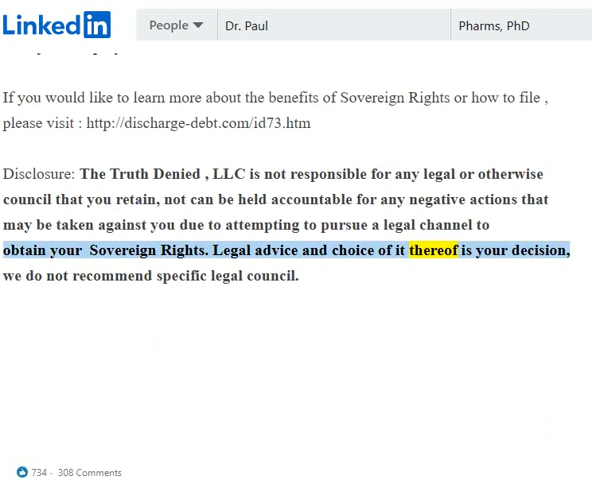 Linked in
People Dr. Paul Pharms, PhD
If you would like to learn more about the benefits of Sovereign Rights or how to file ,
please visit : http://discharge-debt.com/id73.htm
Disclosure: The Truth Denied , LLC is not responsible for any legal or otherwise
council that you retain, not can be held accountable for any negative actions that
may be taken against you due to attempting to pursue a legal channel to
obtain your Sovereign Rights. Legal advice and choice of it thereof is your decision,
we do not recommend specific legal council.
734 · 308 Comments